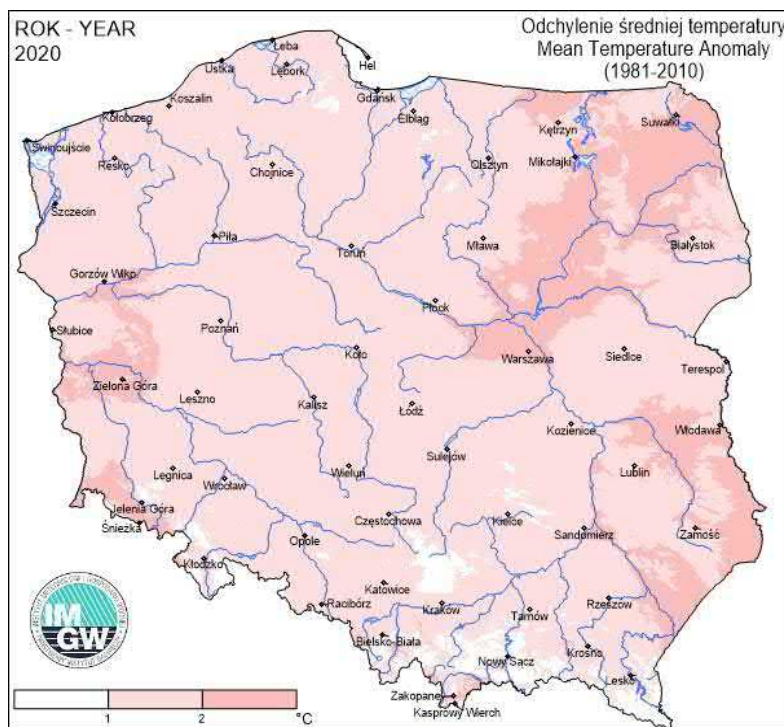 ROK - YEAR
2020
Odchylenie średniej temperatury
Mean Temperature Anomaly
(1981-2010)
Łeba
Hel
Ustka
Lębork
Gdańsk
Koszalin
Kołobrzeg
Elbląg
Kętrzyn
Suwałki
Świnoujście
Resko
Chojnice
Olsztyn
Mikołajki
Szczecin
Piła
Toruń
Mława
Białystok
Gorzów Wlkp.
Płock
Słubice
Poznań
Koło
Warszawa
Siedlce
Terespol
Zielona Góra
Leszno
Kalisz
Łódź
Kozienice
Włodawa
Sulejów
Legnica
Wrocław
Wieluń
Lublin
Jelenia Góra
Śnieżka
Częstochowa
Kielce
Sandomierz
Zamość
Opole
Kłodzko
Katowice
Racibórz
Kraków
Tarnów
Rzeszów
Bielsko-Biała
Nowy Sącz
Krosno
Lesko
Zakopane
Kasprowy Wierch
IM
GW
1 2 °C